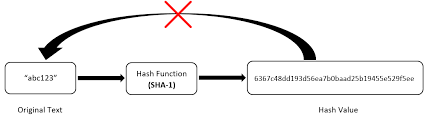 "abc123"
Hash Function
(SHA-1)
6367c48dd193d56ea7b0baad25b19455e529f5ee
Original Text
Hash Value